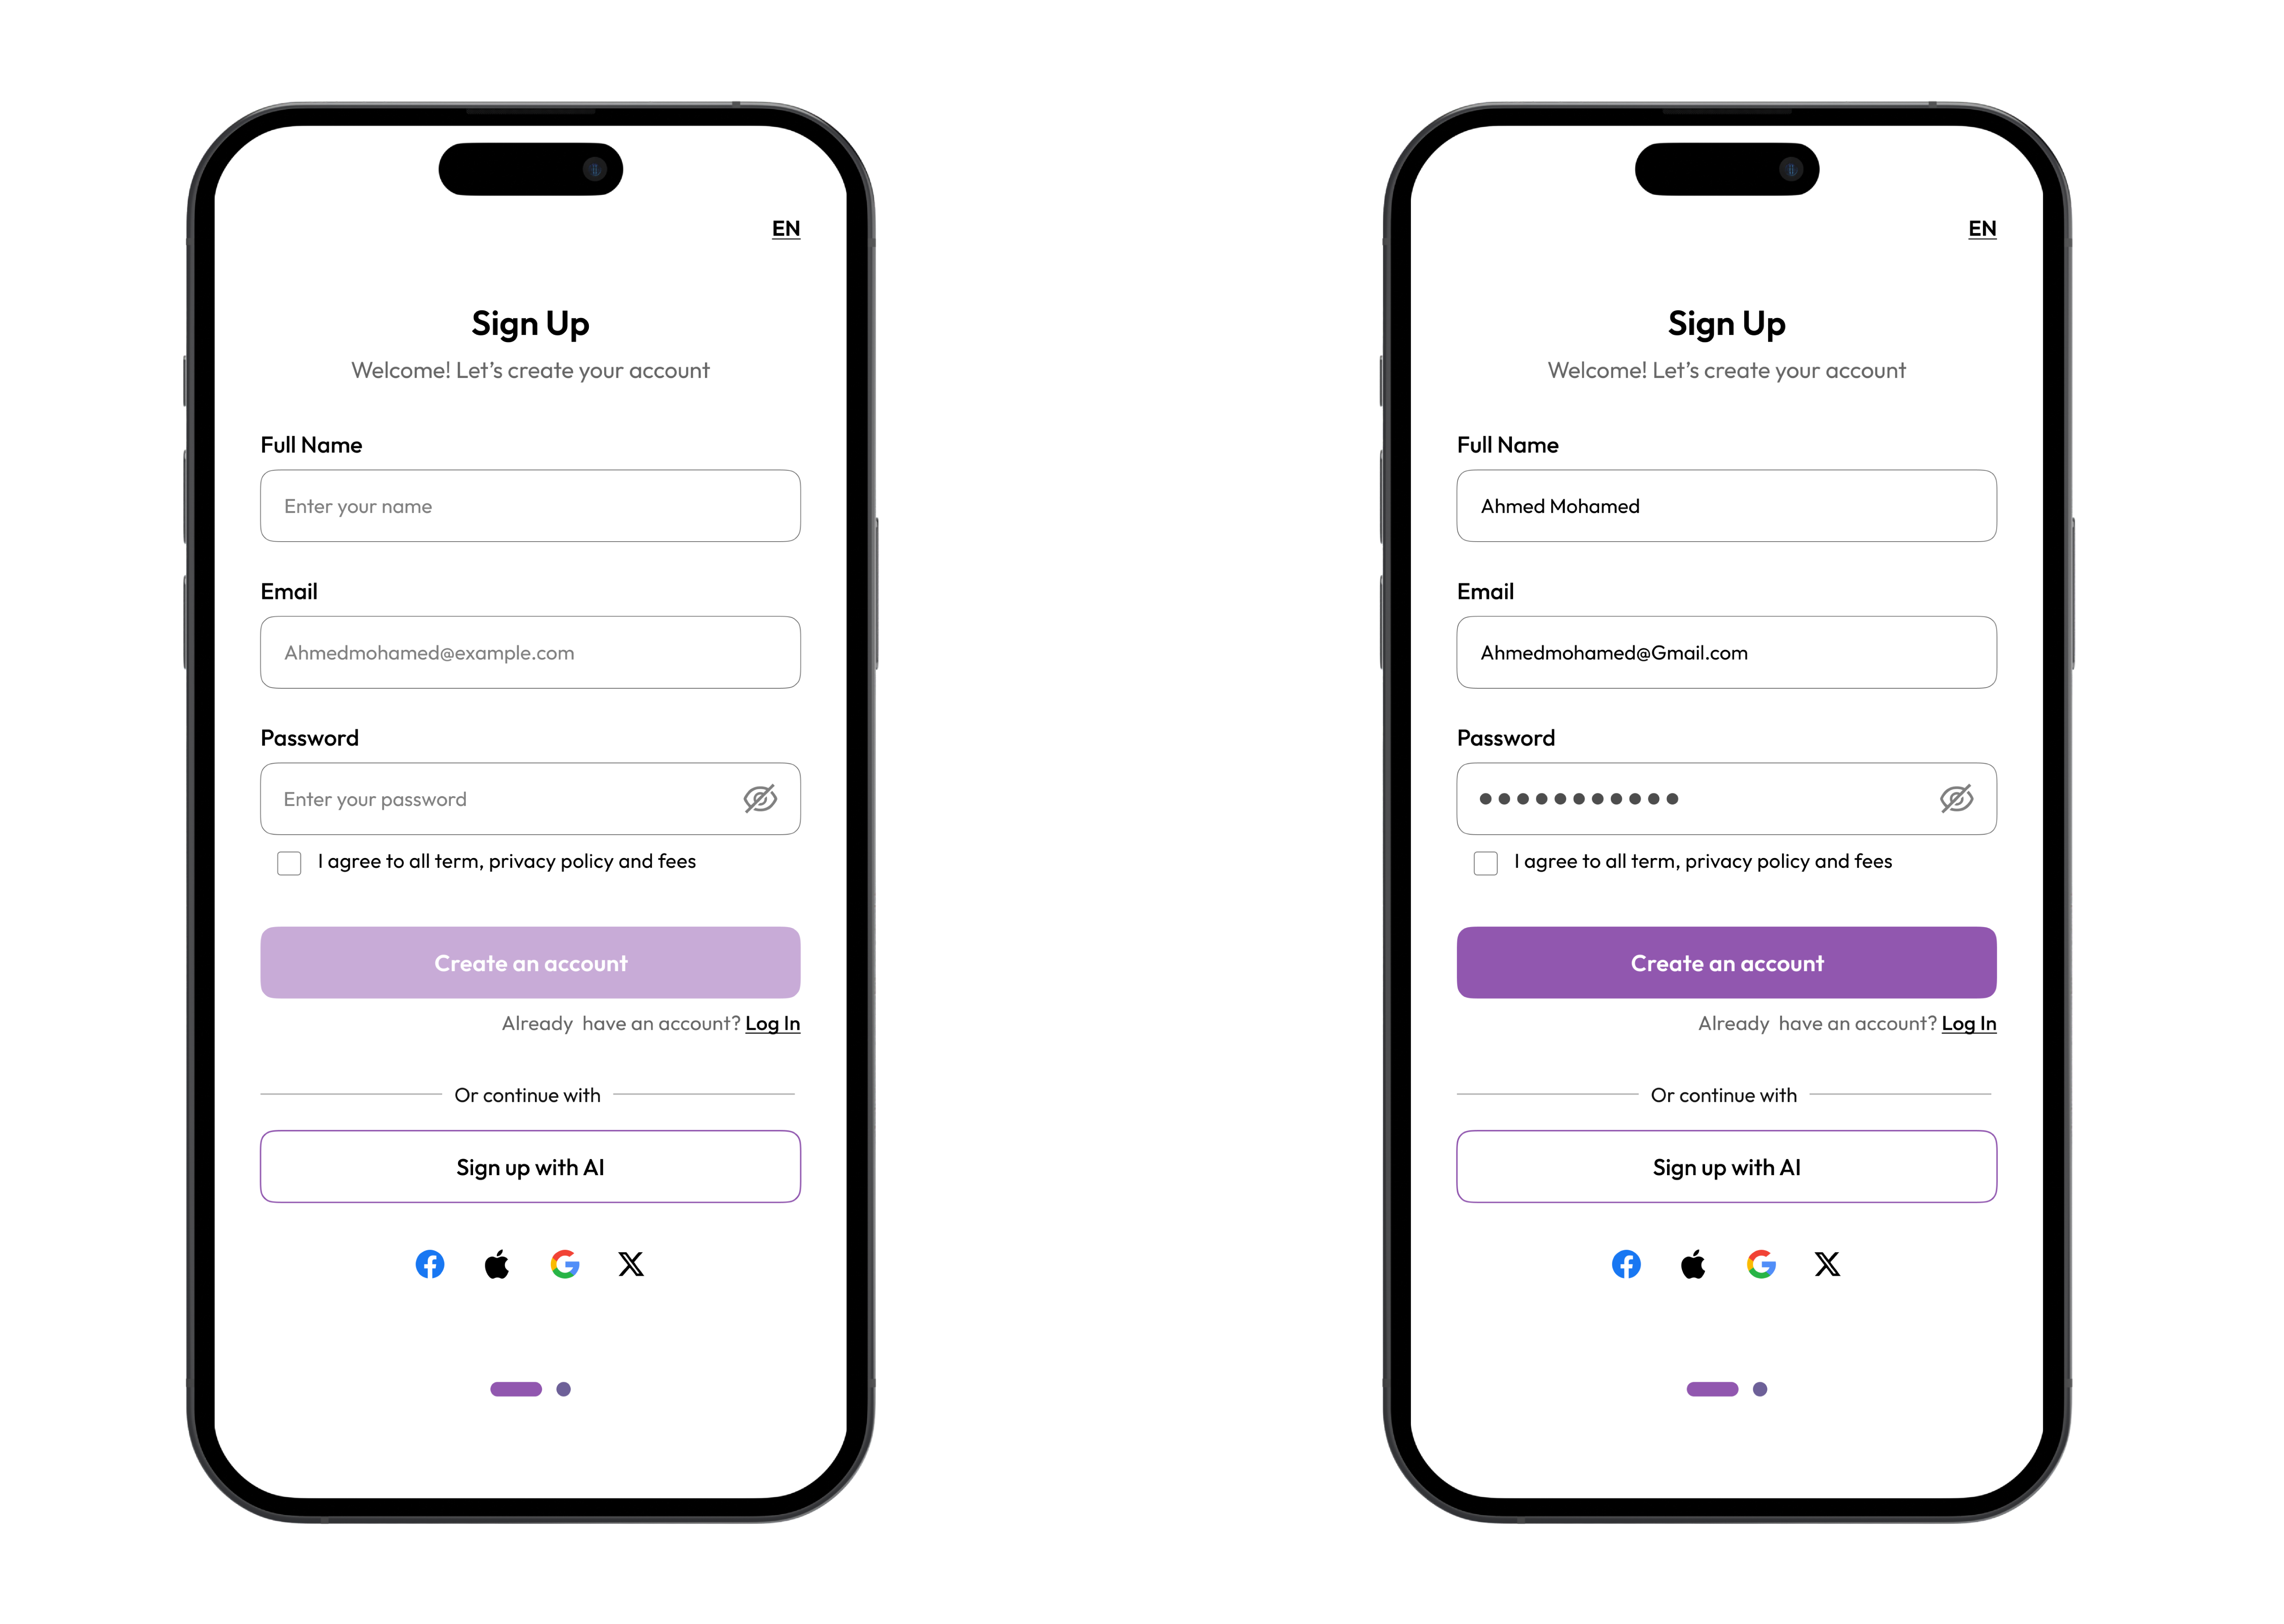 EN
Sign Up
Welcome! Let’s create your account
Full Name
Enter your name
Email
Ahmedmohamed@example.com
Password
Enter your password
I agree to all term, privacy policy and fees
Create an account
Already  have an account? Log In
Or continue with
Sign up with AI
EN
Sign Up
Welcome! Let’s create your account
Full Name
Ahmed Mohamed
Email
Ahmedmohamed@Gmail.com
Password
I agree to all term, privacy policy and fees
Create an account
Already  have an account? Log In
Or continue with
Sign up with AI